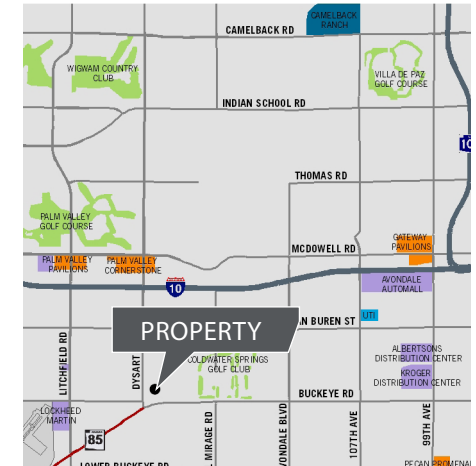 CAMELBACK
RANCH
CAMELBACK RD
WIGWAM COUNTRY
CLUB
VILLA DE PAZ
GOLF COURSE
INDIAN SCHOOL RD
10
THOMAS RD
PALM VALLEY
GOLF COURSE
GATEWAY
PAVILIONS
MCDOWELL RD
PALM VALLEY
PAVILIONS
PALM VALLEY
CORNERSTONE
AVONDALE
AUTOMALL
10
UTI
AN BUREN ST
PROPERTY
ALBERTSONS
DISTRIBUTION CENTER
COLDWATER SPRINGS
GOLF CLUB
KROGER
DISTRIBUTION CENTER
LITCHFIELD RD
DYSART
BUCKEYE RD
LOCKHEED
MARTIN
85
MIRAGE RD
VONDALE BLVD
107TH AVE
99TH AVE
LOWER BUCKEYE RD
PECAN PROMENA